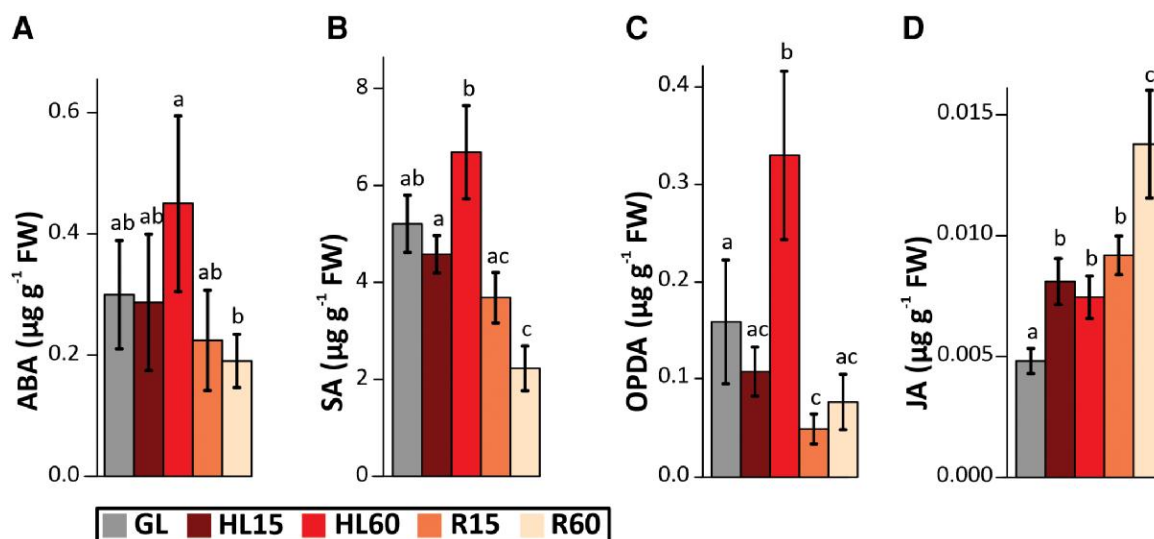 A
ABA (µg g⁻¹ FW)
0.6
0.4
0.2
0.0
ab
ab
a
ab
b
B
SA (µg g⁻¹ FW)
8
6
4
2
0
ab
a
b
ac
c
C
OPDA (µg g⁻¹ FW)
0.4
0.3
0.2
0.1
0.0
a
ac
b
c
ac
D
JA (µg g⁻¹ FW)
0.015
0.010
0.005
0.000
a
b
b
b
c
GL HL15 HL60 R15 R60